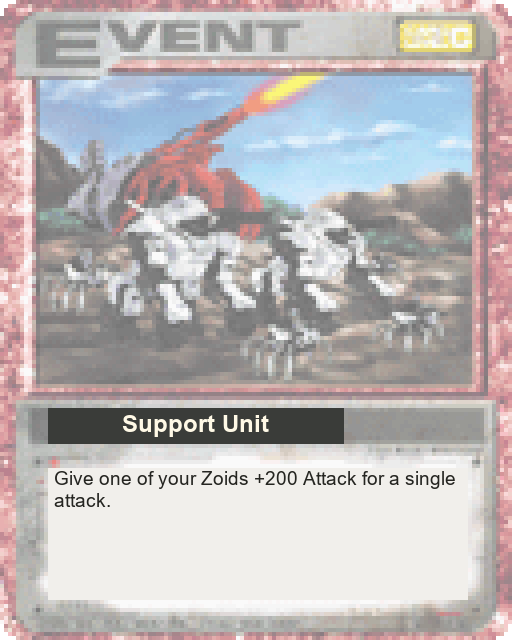 EVENT
Support Unit
Give one of your Zoids +200 Attack for a single
attack.